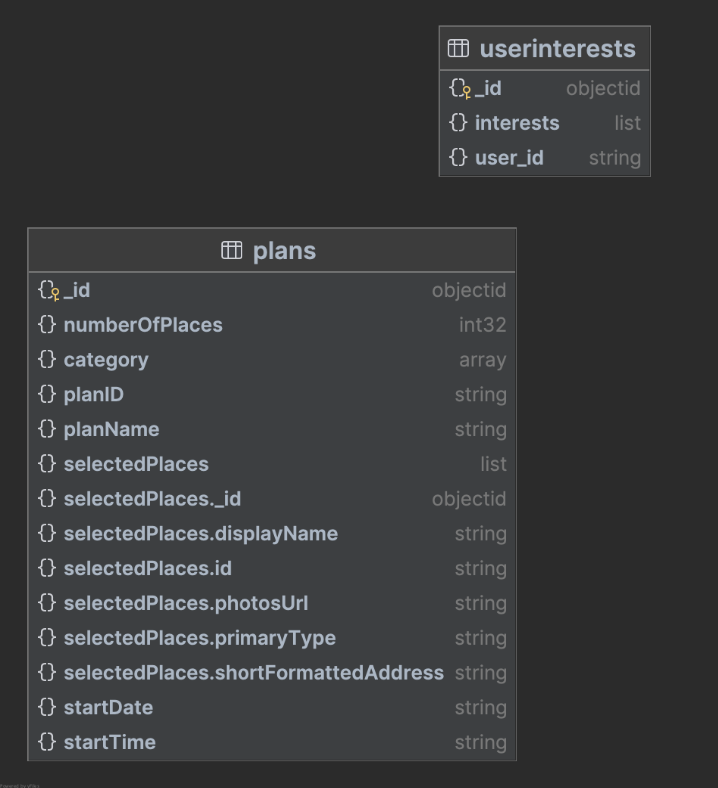 userinterests
_id objectid
interests list
user_id string
plans
_id objectid
numberOfPlaces int32
category array
planID string
planName string
selectedPlaces list
selectedPlaces._id objectid
selectedPlaces.displayName string
selectedPlaces.id string
selectedPlaces.photosUrl string
selectedPlaces.primaryType string
selectedPlaces.shortFormattedAddress string
startDate string
startTime string